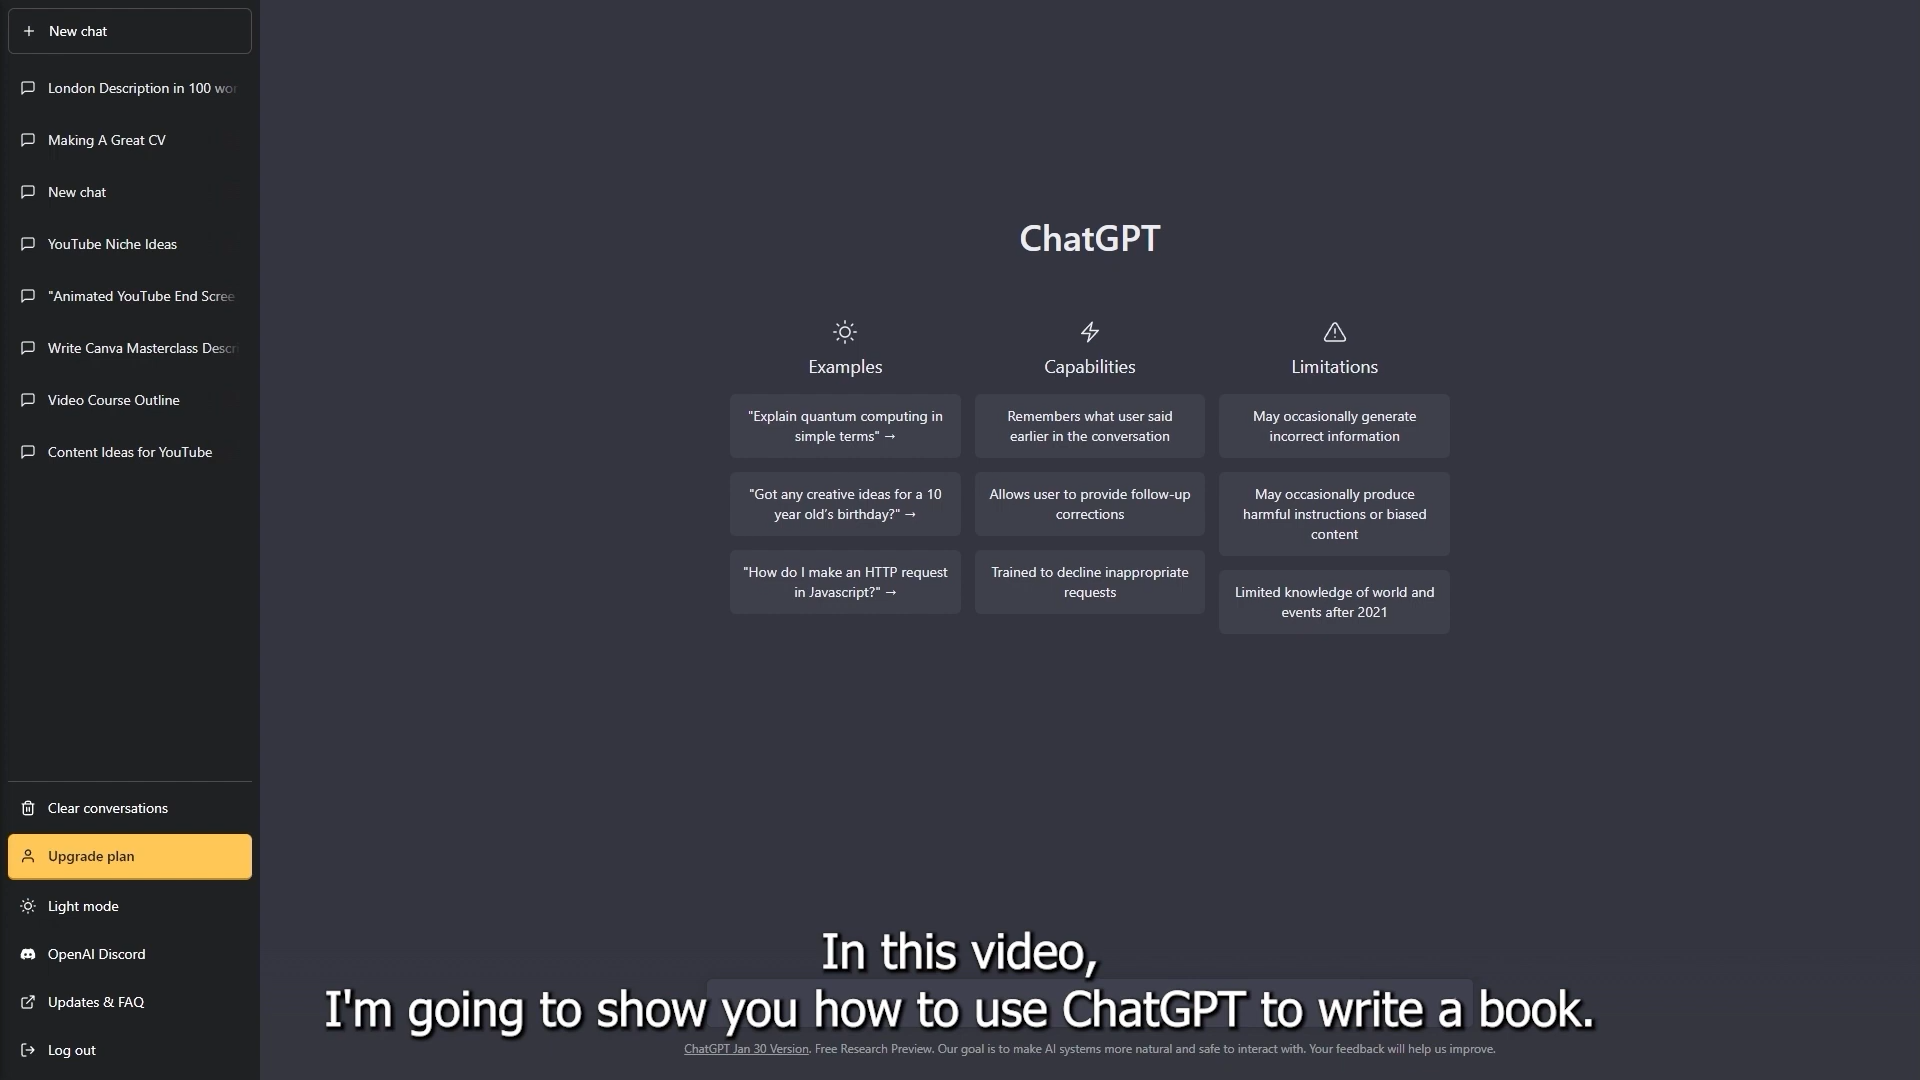 New chat
London Description in 100 wor
Making A Great CV
New chat
YouTube Niche Ideas
"Animated YouTube End Scree
Write Canva Masterclass Descri
Video Course Outline
Content Ideas for YouTube
Clear conversations
Upgrade plan
Light mode
OpenAI Discord
Updates & FAQ
Log out
ChatGPT
Examples
"Explain quantum computing in
simple terms" →
"Got any creative ideas for a 10
year old’s birthday?" →
"How do I make an HTTP request
in Javascript?" →
Capabilities
Remembers what user said
earlier in the conversation
Allows user to provide follow-up
corrections
Trained to decline inappropriate
requests
Limitations
May occasionally generate
incorrect information
May occasionally produce
harmful instructions or biased
content
Limited knowledge of world and
events after 2021
In this video,
I'm going to show you how to use ChatGPT to write a book.
ChatGPT Jan 30 Version. Free Research Preview. Our goal is to make AI systems more natural and safe to interact with. Your feedback will help us improve.